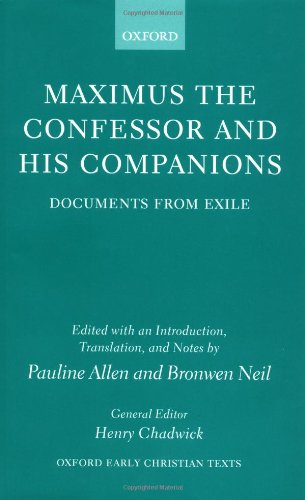 OXFORD
MAXIMUS THE
CONFESSOR AND
HIS COMPANIONS
DOCUMENTS FROM EXILE
Edited with an Introduction,
Translation, and Notes by
Pauline Allen and Bronwen Neil
General Editor
Henry Chadwick
OXFORD EARLY CHRISTIAN TEXTS